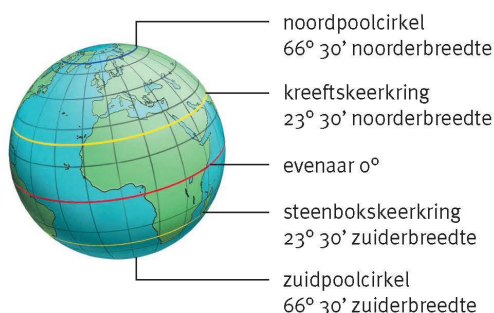 noordpoolcirkel
66° 30’ noorderbreedte
kreeftskeerkring
23° 30’ noorderbreedte
evenaar 0°
steenbokskeerkring
23° 30’ zuiderbreedte
zuidpoolcirkel
66° 30’ zuiderbreedte